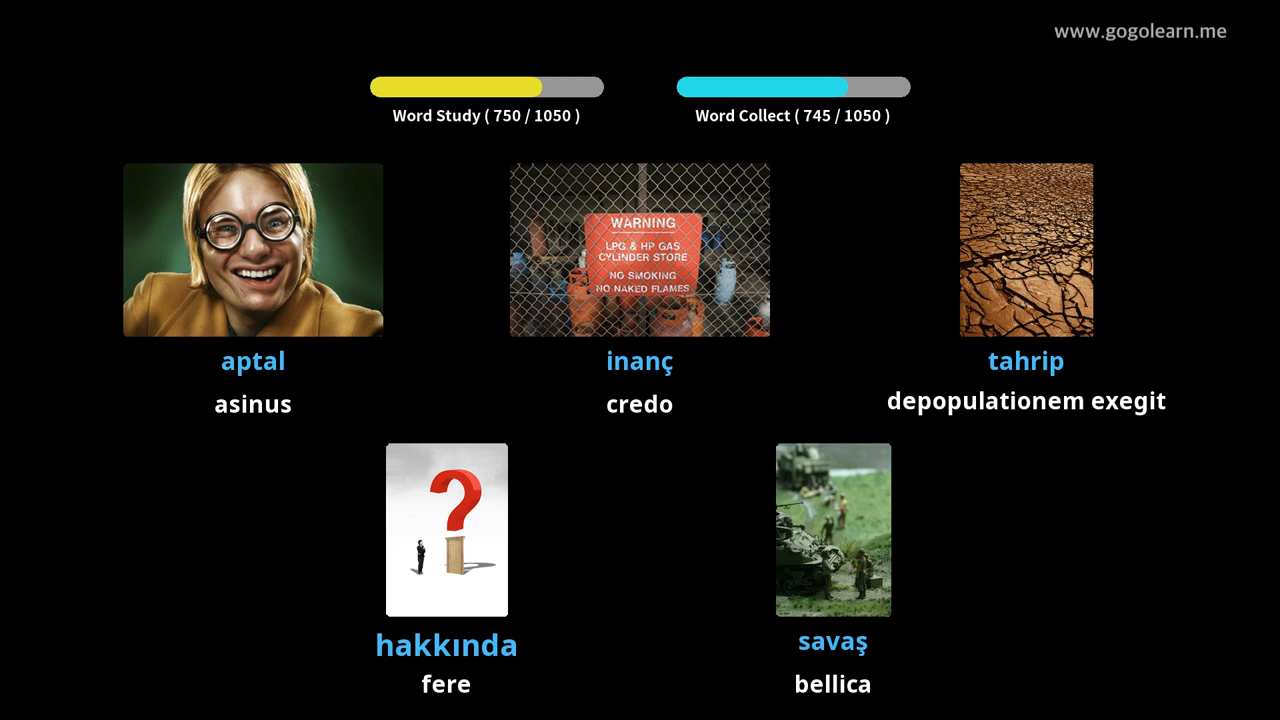 www.gogolearn.me
Word Study ( 750 / 1050 )
Word Collect ( 745 / 1050 )
WARNING
LPG & HP GAS
CYLINDER STORE
NO SMOKING
NO NAKED FLAMES
aptal
inanç
tahrip
asinus
credo
depopulationem exegit
?
hakkında
savaş
fere
bellica